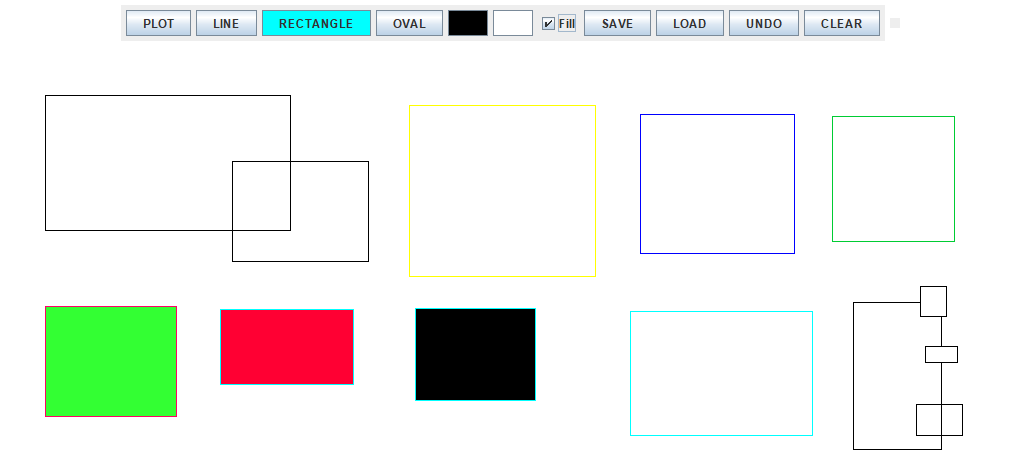 PLOT LINE RECTANGLE OVAL Fill SAVE LOAD UNDO CLEAR